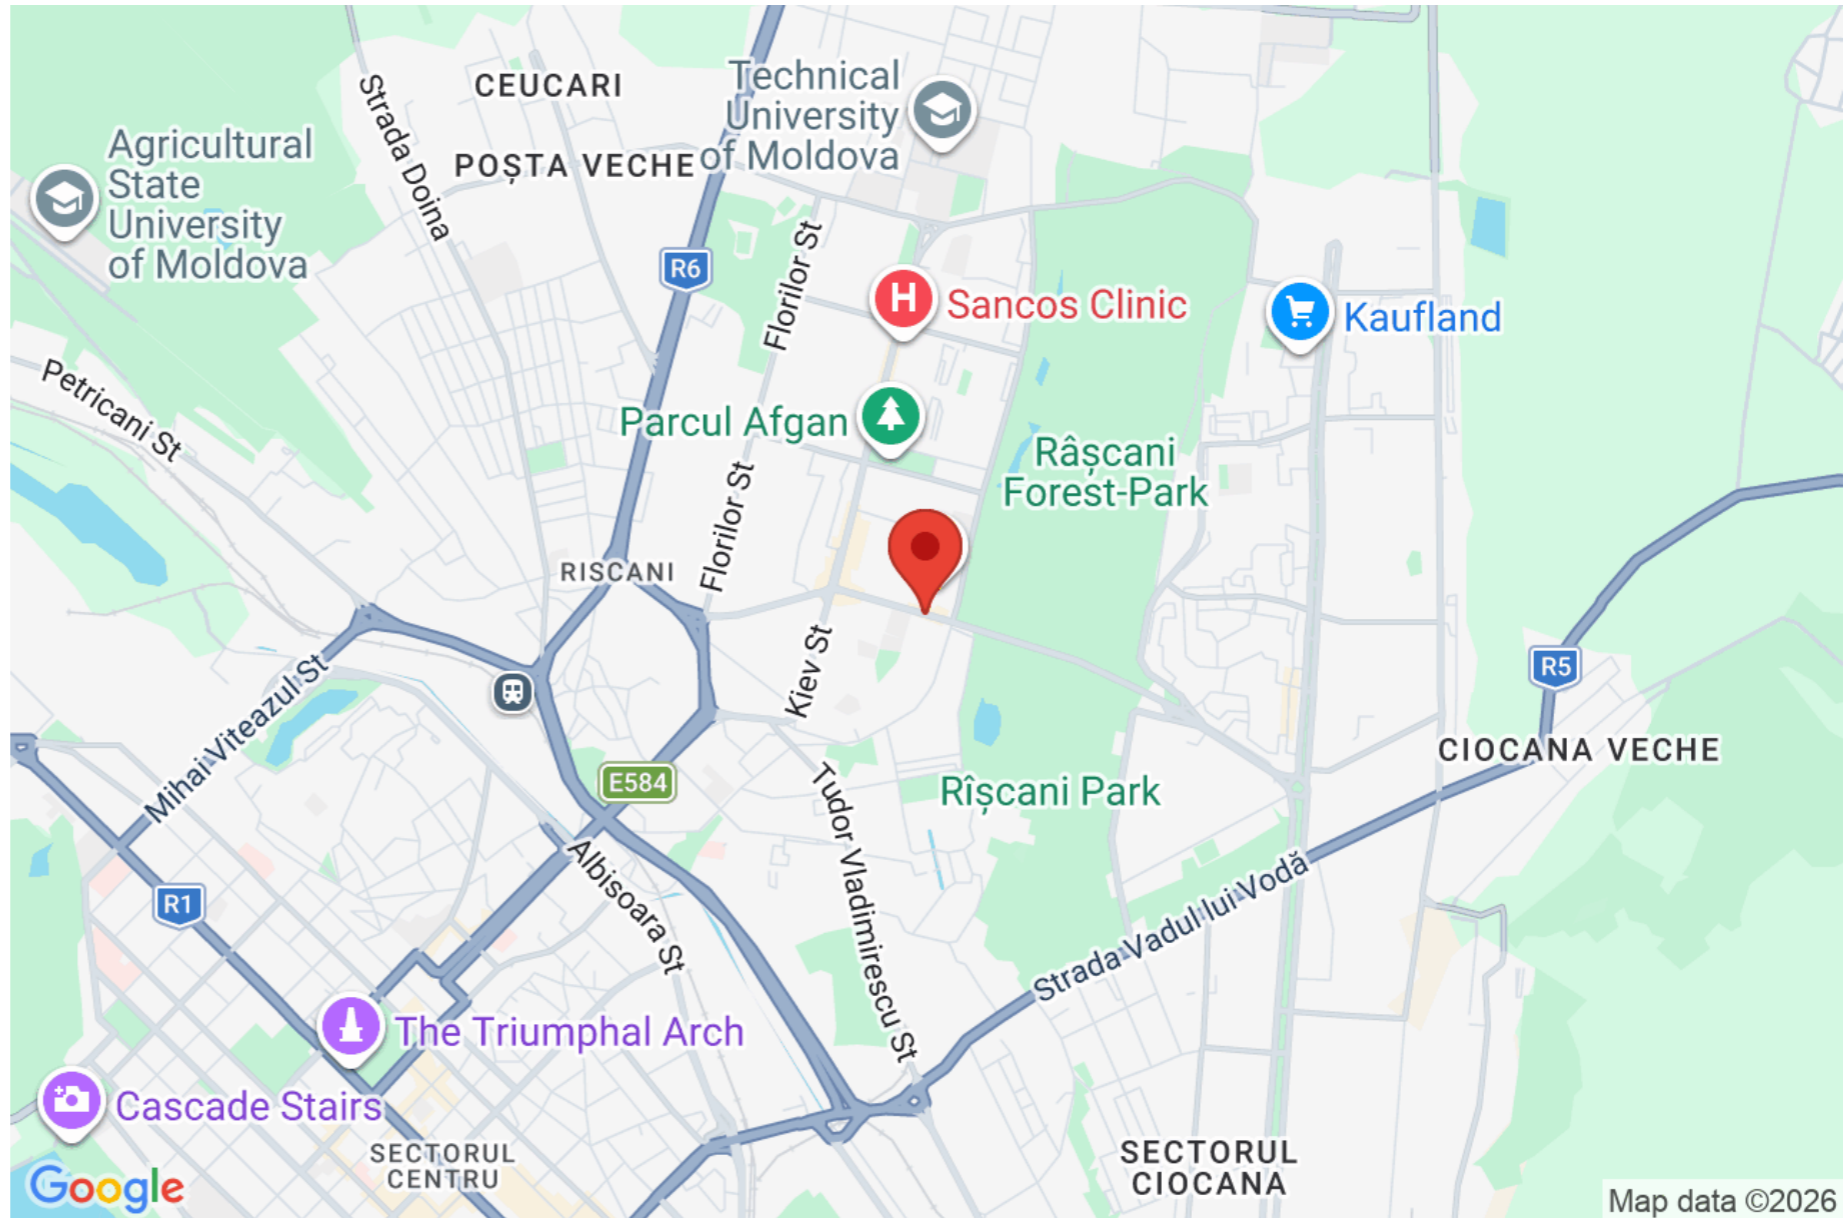 CEUCARI
Technical
University
of Moldova
Strada Doina
Agricultural
State
University
of Moldova
POȘTA VECHE
R6
Florilor St
Sancos Clinic
Kaufland
Petricani St
Parcul Afgan
Râșcani
Forest-Park
Florilor St
RISCANI
Kiev St
Mihai Viteazul St
R5
CIOCANA VECHE
E584
Rîșcani Park
Tudor Vladimirescu St
Albisoara St
R1
Strada Vadul lui Vodă
The Triumphal Arch
Cascade Stairs
SECTORUL
CENTRU
SECTORUL
CIOCANA
Google
Map data ©2026